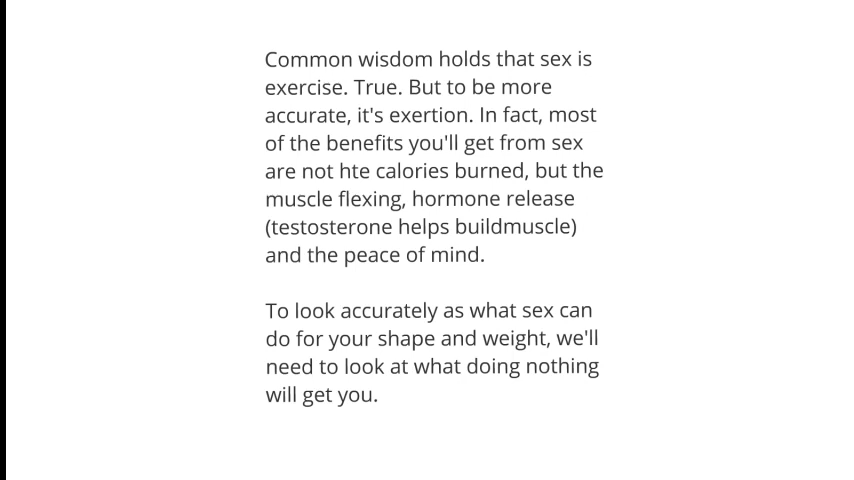 Common wisdom holds that sex is
exercise. True. But to be more
accurate, it's exertion. In fact, most
of the benefits you'll get from sex
are not hte calories burned, but the
muscle flexing, hormone release
(testosterone helps buildmuscle)
and the peace of mind.
To look accurately as what sex can
do for your shape and weight, we'll
need to look at what doing nothing
will get you.